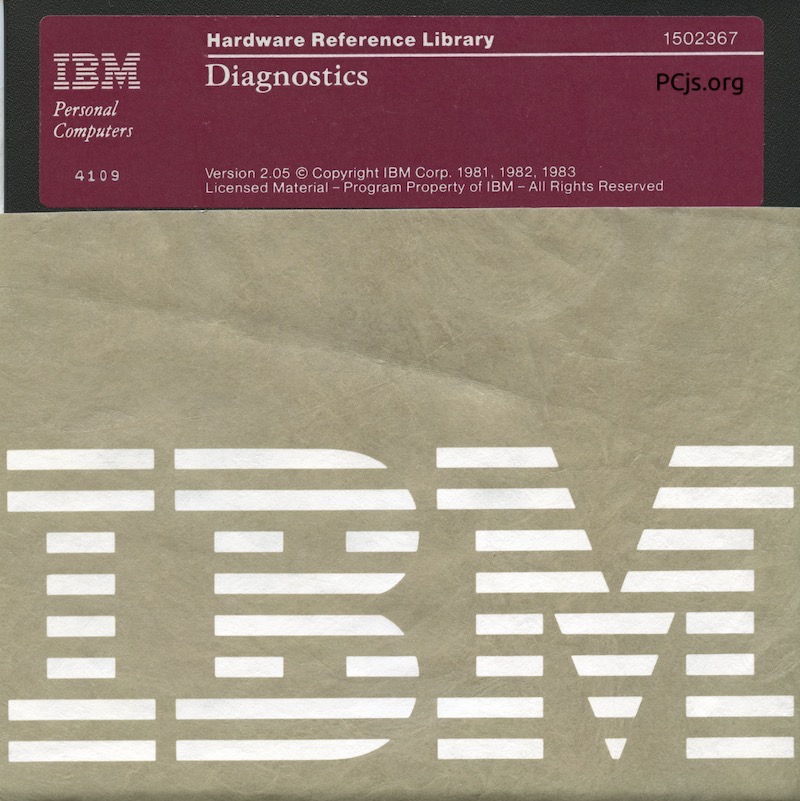 Hardware Reference Library 1502367
IBM
Diagnostics
PCjs.org
Personal
Computers
4109
Version 2.05 © Copyright IBM Corp. 1981, 1982, 1983
Licensed Material – Program Property of IBM – All Rights Reserved
IBM